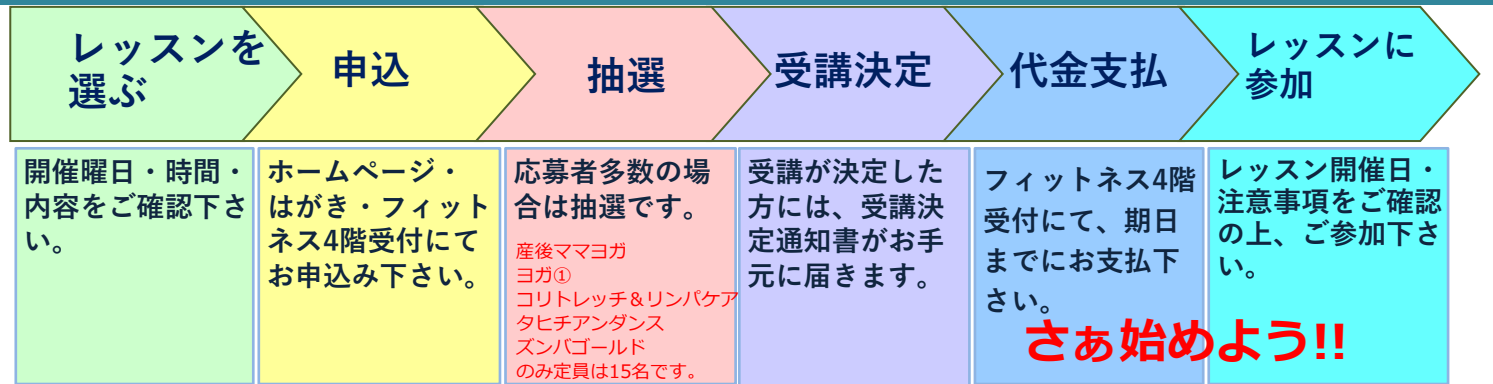 レッスンを
選ぶ
申込
抽選
受講決定
代金支払
レッスンに
参加
開催曜日・時間・
内容をご確認下さ
い。
ホームページ・
はがき・フィット
ネス4階受付にて
お申込み下さい。
応募者多数の場
合は抽選です。
産後ママヨガ
ヨガ①
コリトレッチ＆リンパケア
タヒチアンダンス
ズンバゴールド
のみ定員は15名です。
受講が決定した
方には、受講決
定通知書がお手
元に届きます。
フィットネス4階
受付にて、期日
までにお支払下
さい。
レッスン開催日・
注意事項をご確認
の上、ご参加下さ
い。
さぁ始めよう!!